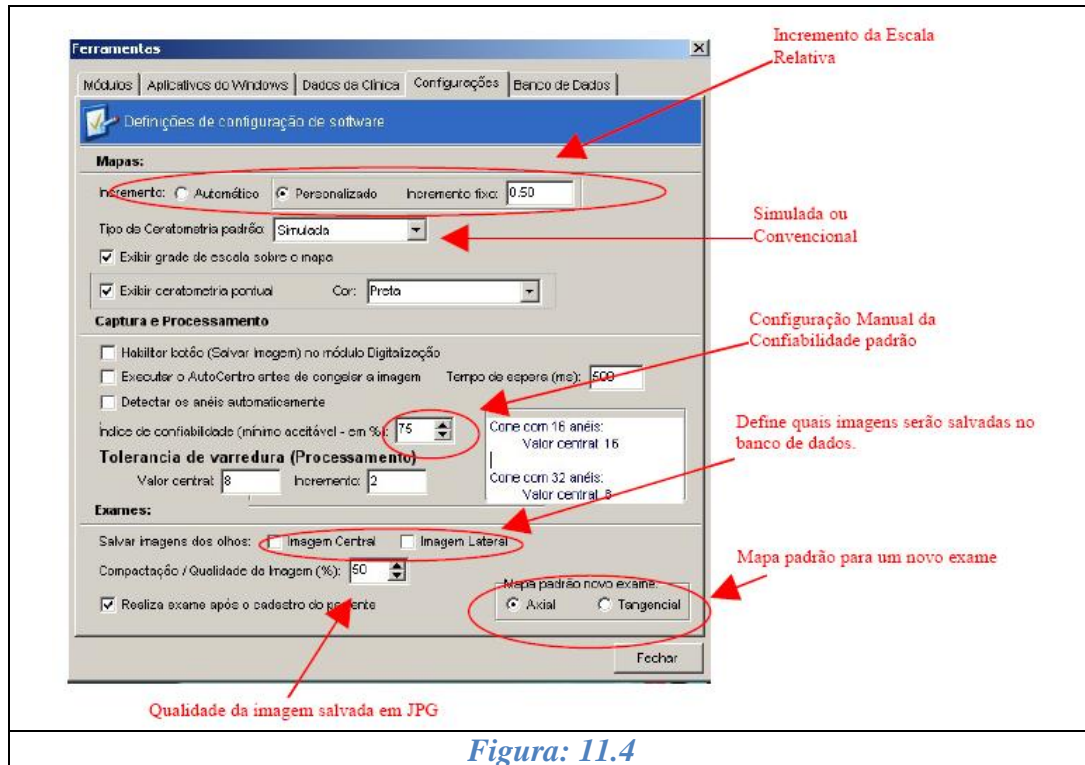 Incremento da Escala
Relativa
Ferramentas
Módulos
Aplicativos do Windows
Dados da Clínica
Configurações
Banco de Dados
Definições de configuração de software
Mapas:
Incremento:
Automático
Personalizado
Incremento fixo:
0.50
Tipo de Ceratometria padrão:
Simulada
Simulada ou
Convencional
Exibir grade de escala sobre o mapa
Exibir ceratometria pontual
Cor:
Preta
Captura e Processamento
Configuração Manual da
Confiabilidade padrão
Habilitar botão (Salvar Imagem) no módulo Digitalização
Executar o AutoCentro antes de congelar a imagem
Tempo de espera (ms):
500
Detectar os anéis automaticamente
Índice de confiabilidade (mínimo aceitável - em %):
75
Cone com 16 anéis:
Valor central: 16
Cone com 32 anéis:
Valor central: 8
Define quais imagens serão salvadas no
banco de dados.
Tolerancia de varredura (Processamento)
Valor central:
8
Incremento:
2
Exames:
Salvar imagens dos olhos:
Imagem Central
Imagem Lateral
Compactação / Qualidade da Imagem (%):
50
Mapa padrão para um novo exame
Mapa padrão novo exame:
Axial
Tangencial
Realiza exame após o cadastro do paciente
Fechar
Qualidade da imagem salvada em JPG
Figura: 11.4